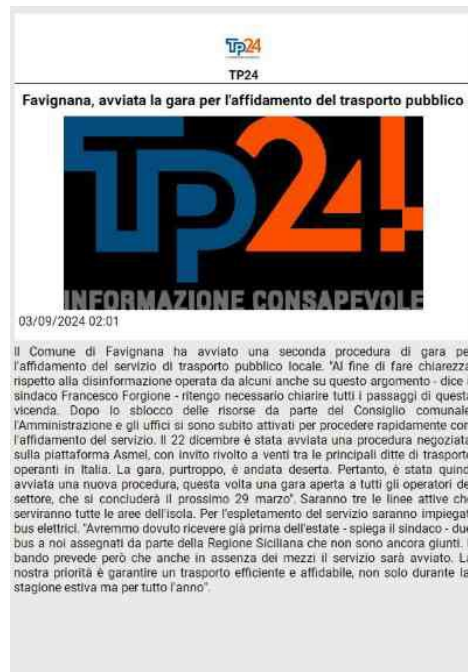 TP24
TP24
Favignana, avviata la gara per l'affidamento del trasporto pubblico
TP24
INFORMAZIONE CONSAPEVOLE
03/09/2024 02:01
Il Comune di Favignana ha avviato una seconda procedura di gara pe
l'affidamento del servizio di trasporto pubblico locale. "Al fine di fare chiarezza
rispetto alla disinformazione operata da alcuni anche su questo argomento - dice i
sindaco Francesco Forgione - ritengo necessario chiarire tutti i passaggi di questa
vicenda. Dopo lo sblocco delle risorse da parte del Consiglio comunale
l'Amministrazione e gli uffici si sono subito attivati per procedere rapidamente con
l'affidamento del servizio. Il 22 dicembre è stata avviata una procedura negoziata
sulla piattaforma Asmel, con invito rivolto a venti tra le principali ditte di trasporto
operanti in Italia. La gara, purtroppo, è andata deserta. Pertanto, è stata quind
avviata una nuova procedura, questa volta una gara aperta a tutti gli operatori de
settore, che si concluderà il prossimo 29 marzo". Saranno tre le linee attive che
serviranno tutte le aree dell'isola. Per l'espletamento del servizio saranno impiegat
bus elettrici. "Avremmo dovuto ricevere già prima dell'estate - spiega il sindaco - due
bus a noi assegnati da parte della Regione Siciliana che non sono ancora giunti.
bando prevede però che anche in assenza dei mezzi il servizio sarà avviato. La
nostra priorità è garantire un trasporto efficiente e affidabile, non solo durante la
stagione estiva ma per tutto l'anno".